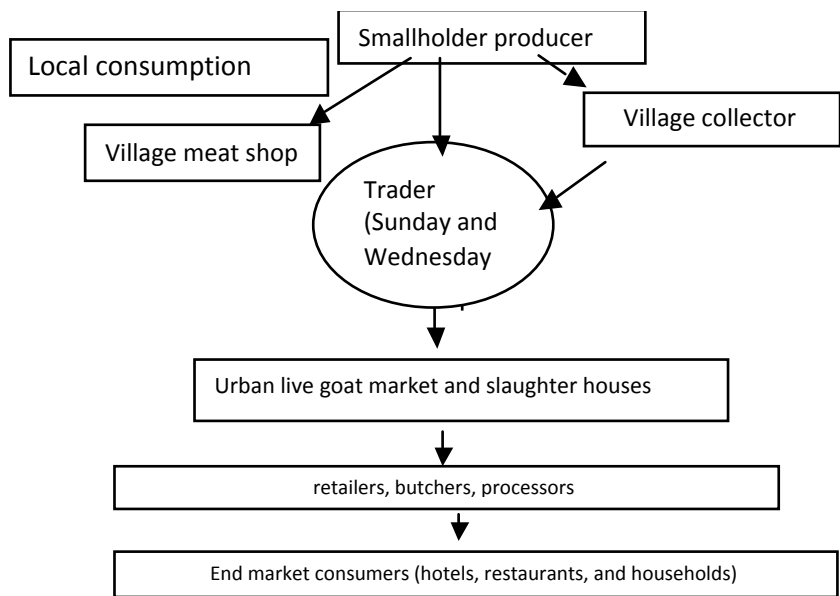 Smallholder producer
Local consumption
Village collector
Village meat shop
Trader
(Sunday and
Wednesday
Urban live goat market and slaughter houses
retailers, butchers, processors
End market consumers (hotels, restaurants, and households)